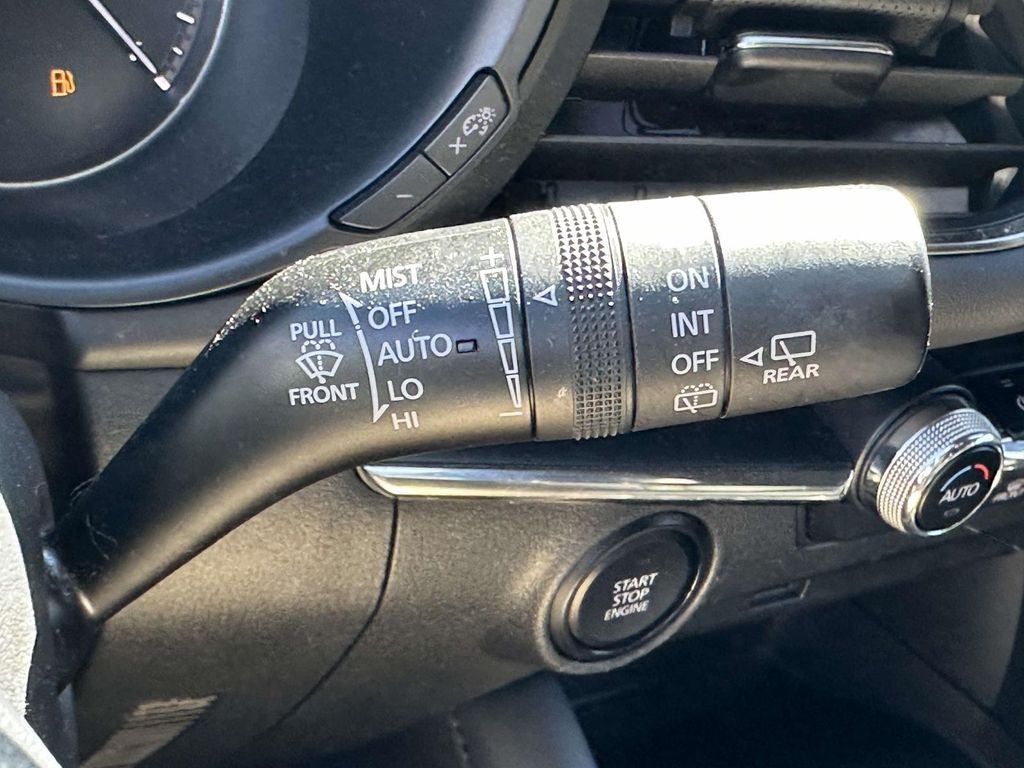 MIST
OFF
AUTO
LO
HI
PULL
FRONT
+
-
ON
INT
OFF
REAR
START
STOP
ENGINE
AUTO